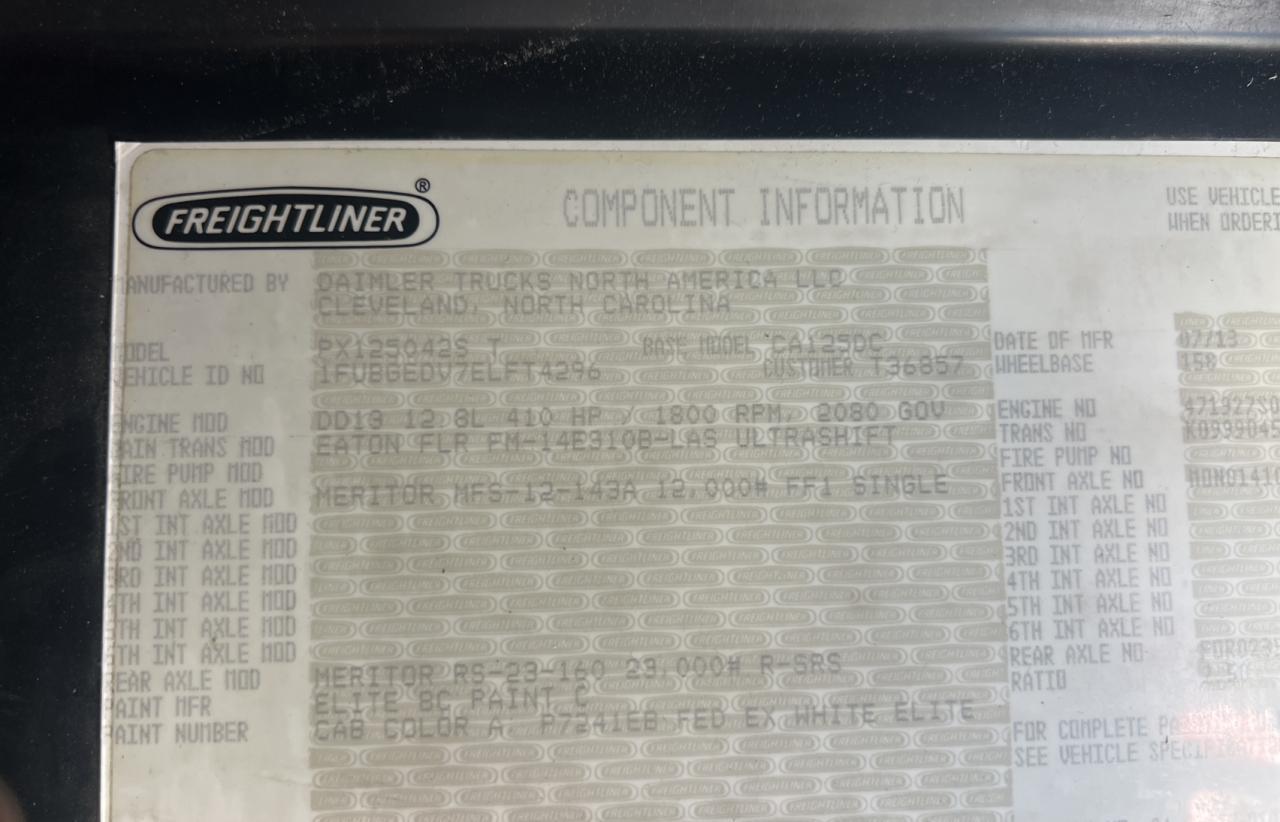 FREIGHTLINER ®
COMPONENT INFORMATION
USE VEHICLE
WHEN ORDERI
MANUFACTURED BY DAIMLER TRUCKS NORTH AMERICA LLC
CLEVELAND, NORTH CAROLINA
MODEL PX125042S T BASE MODEL CA125DC DATE OF MFR 07/13
VEHICLE ID NO 1FUBGEDV7ELFT4296 CUSTOMER T36857 WHEELBASE 158
ENGINE MOD DD13 12.8L 410 HP / 1800 RPM, 2080 GOV ENGINE NO
MAIN TRANS MOD EATON FLR FM-14E310B-LAS ULTRASHIFT TRANS NO
FIRE PUMP MOD FIRE PUMP NO
FRONT AXLE MOD MERITOR MFS-12-143A 12,000# FF1 SINGLE FRONT AXLE NO
1ST INT AXLE MOD 1ST INT AXLE NO
2ND INT AXLE MOD 2ND INT AXLE NO
3RD INT AXLE MOD 3RD INT AXLE NO
4TH INT AXLE MOD 4TH INT AXLE NO
5TH INT AXLE MOD 5TH INT AXLE NO
6TH INT AXLE MOD 6TH INT AXLE NO
REAR AXLE MOD MERITOR RS-23-160 23,000# R-SRS REAR AXLE NO
PAINT MFR ELITE BC PAINT C RATIO
PAINT NUMBER CAB COLOR A: P7241EB FED EX WHITE ELITE
FOR COMPLETE PA
SEE VEHICLE SPECIFICATION